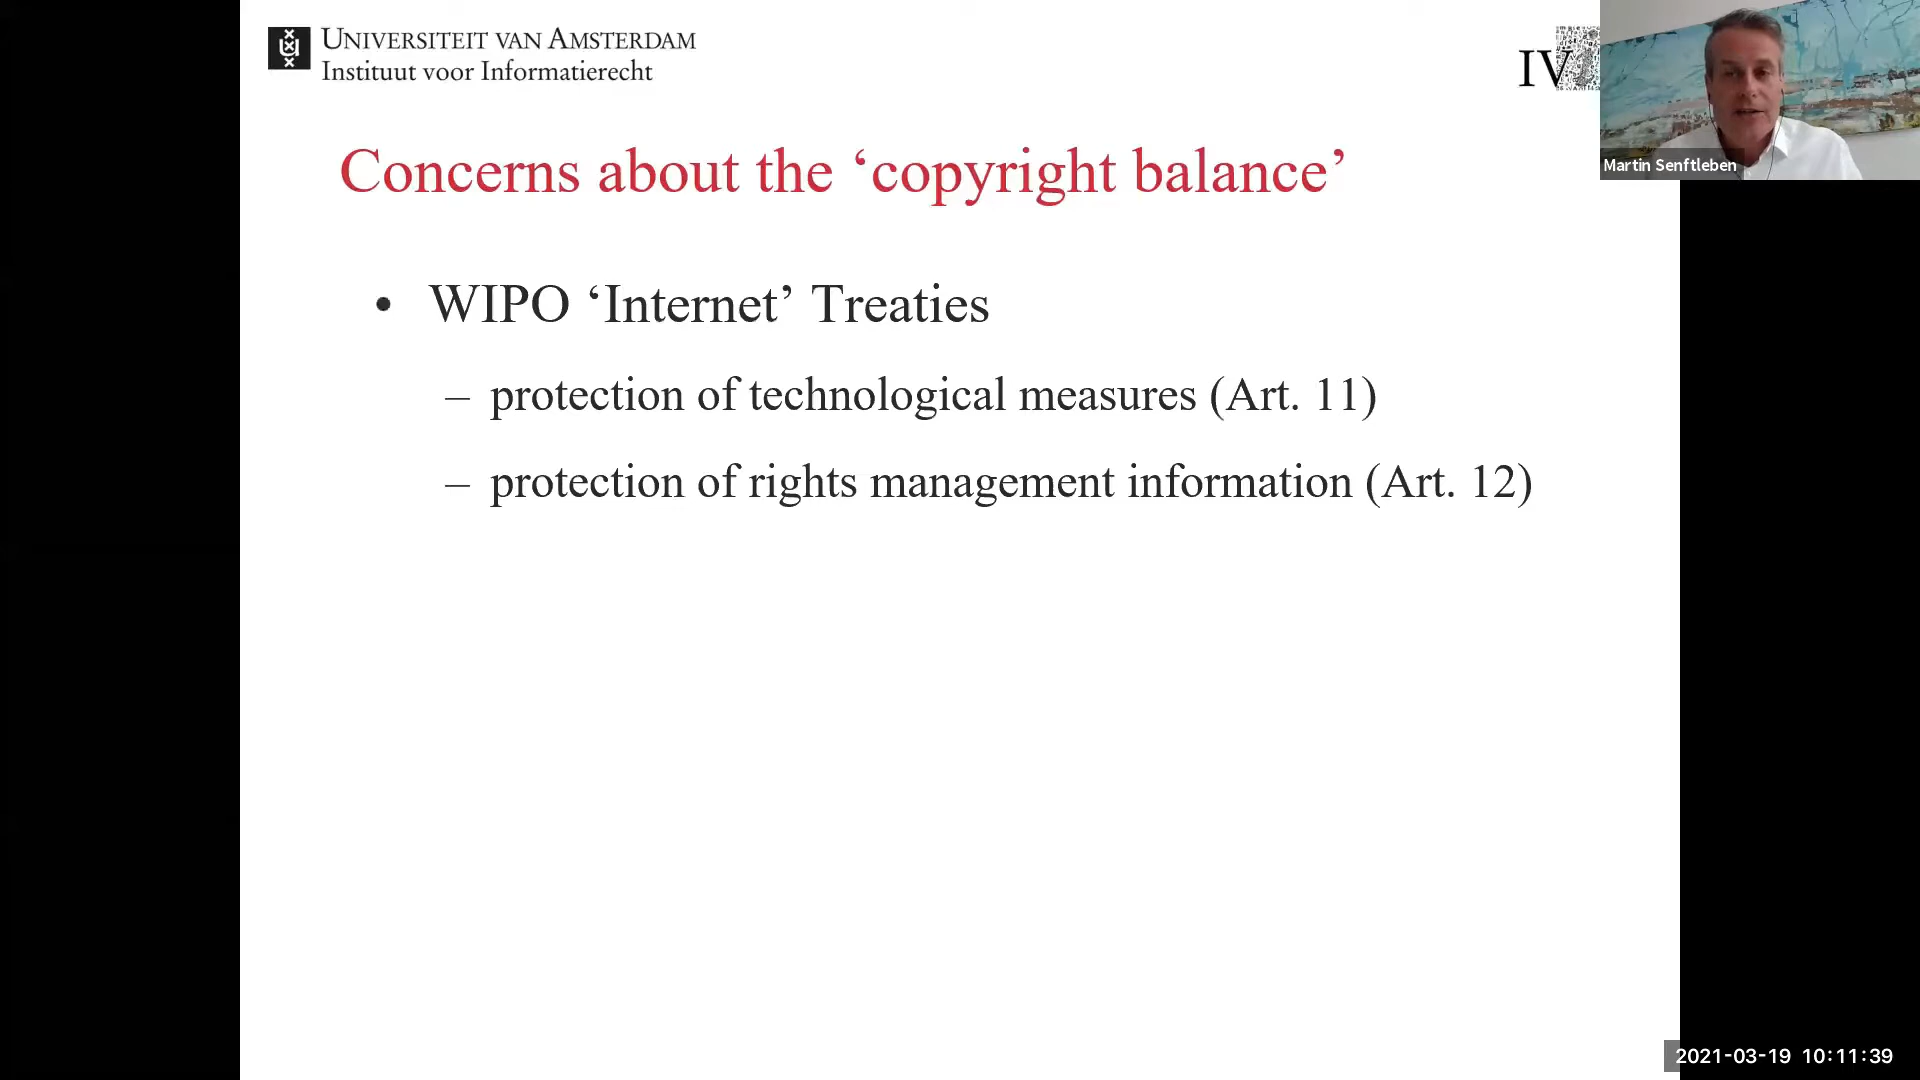 UNIVERSITEIT VAN AMSTERDAM
Instituut voor Informatierecht
Concerns about the ‘copyright balance’
• WIPO ‘Internet’ Treaties
– protection of technological measures (Art. 11)
– protection of rights management information (Art. 12)
Martin Senftleben
2021-03-19 10:11:39